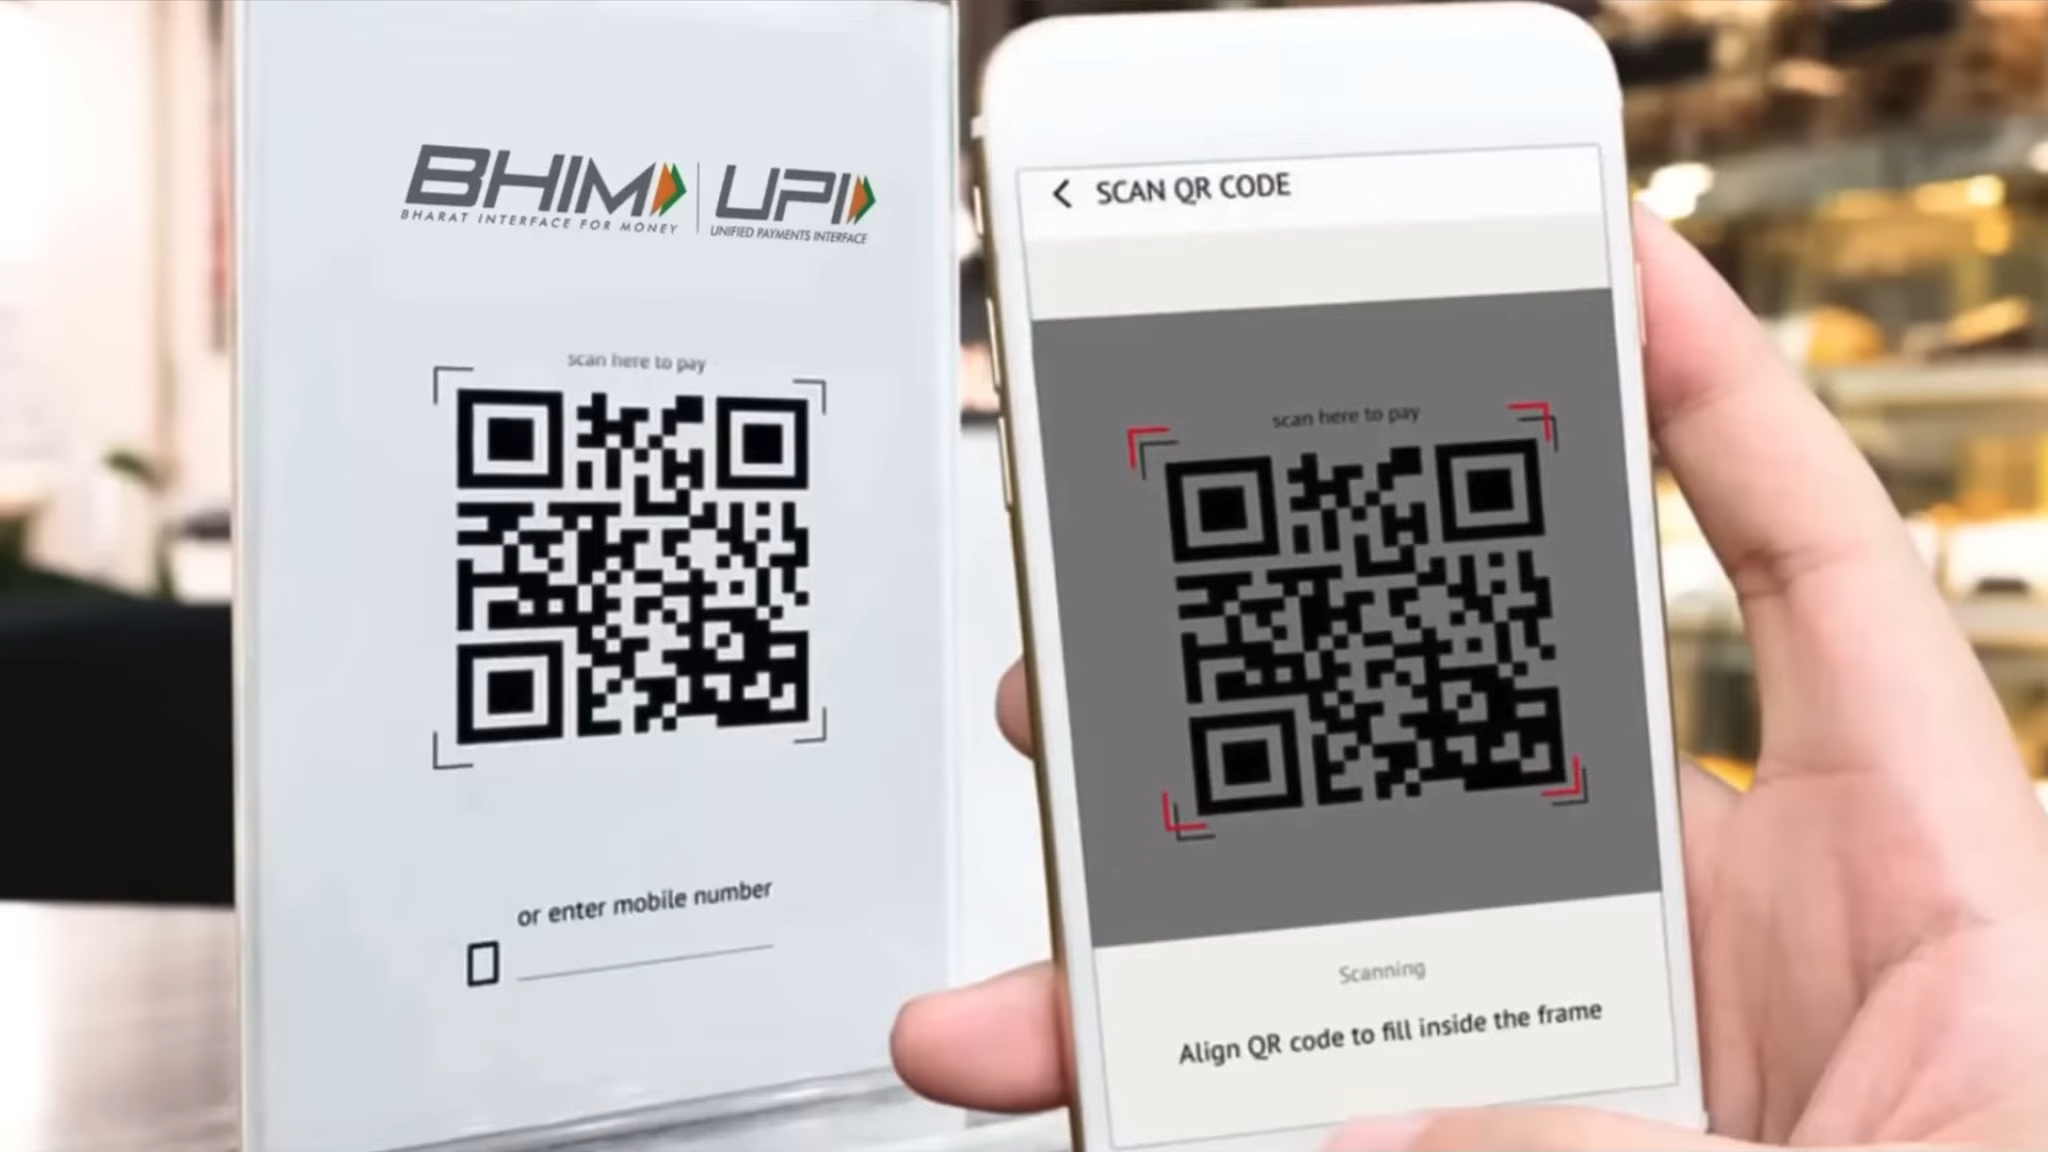 BHIM
BHARAT INTERFACE FOR MONEY
UPI
UNIFIED PAYMENTS INTERFACE
scan here to pay
or enter mobile number
SCAN QR CODE
scan here to pay
Scanning
Align QR code to fill inside the frame